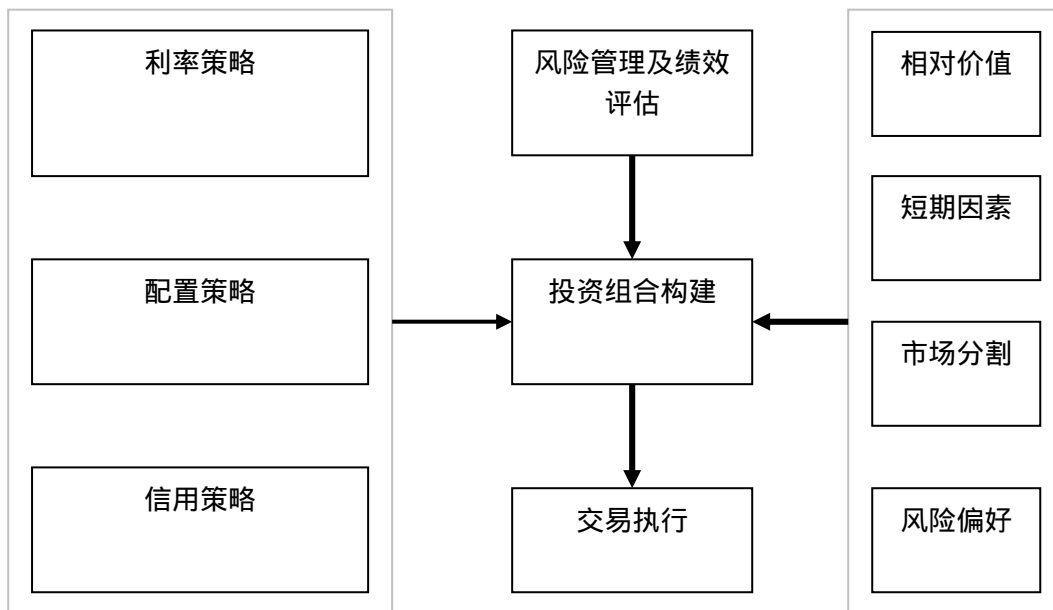 利率策略
配置策略
信用策略
风险管理及绩效
评估
投资组合构建
交易执行
相对价值
短期因素
市场分割
风险偏好